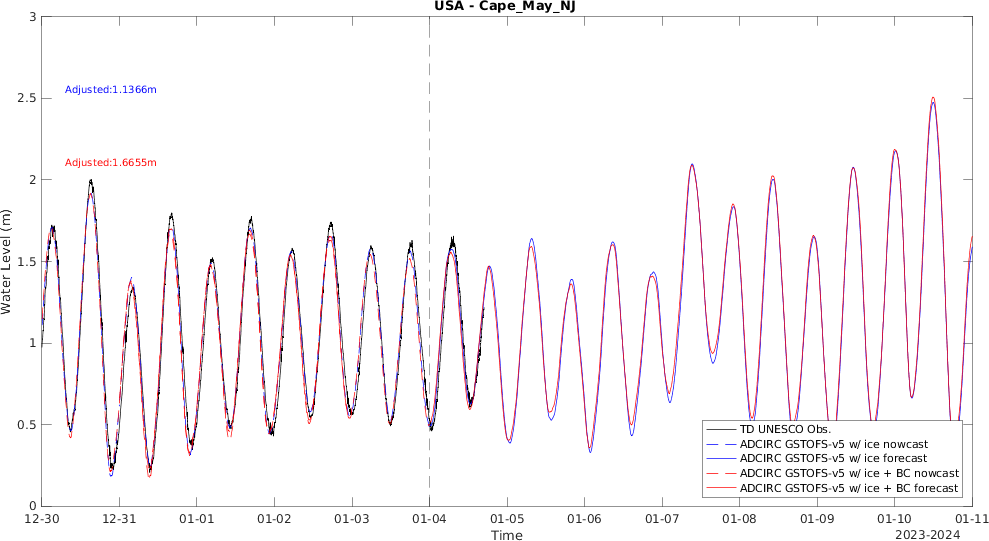 USA - Cape_May_NJ
3
2.5
2
1.5
1
0.5
0
Water Level (m)
Adjusted:1.1366m
Adjusted:1.6655m
TD UNESCO Obs.
ADCIRC GSTOFS-v5 w/ ice nowcast
ADCIRC GSTOFS-v5 w/ ice forecast
ADCIRC GSTOFS-v5 w/ ice + BC nowcast
ADCIRC GSTOFS-v5 w/ ice + BC forecast
12-30 12-31 01-01 01-02 01-03 01-04 01-05 01-06 01-07 01-08 01-09 01-10 01-11
Time
2023-2024